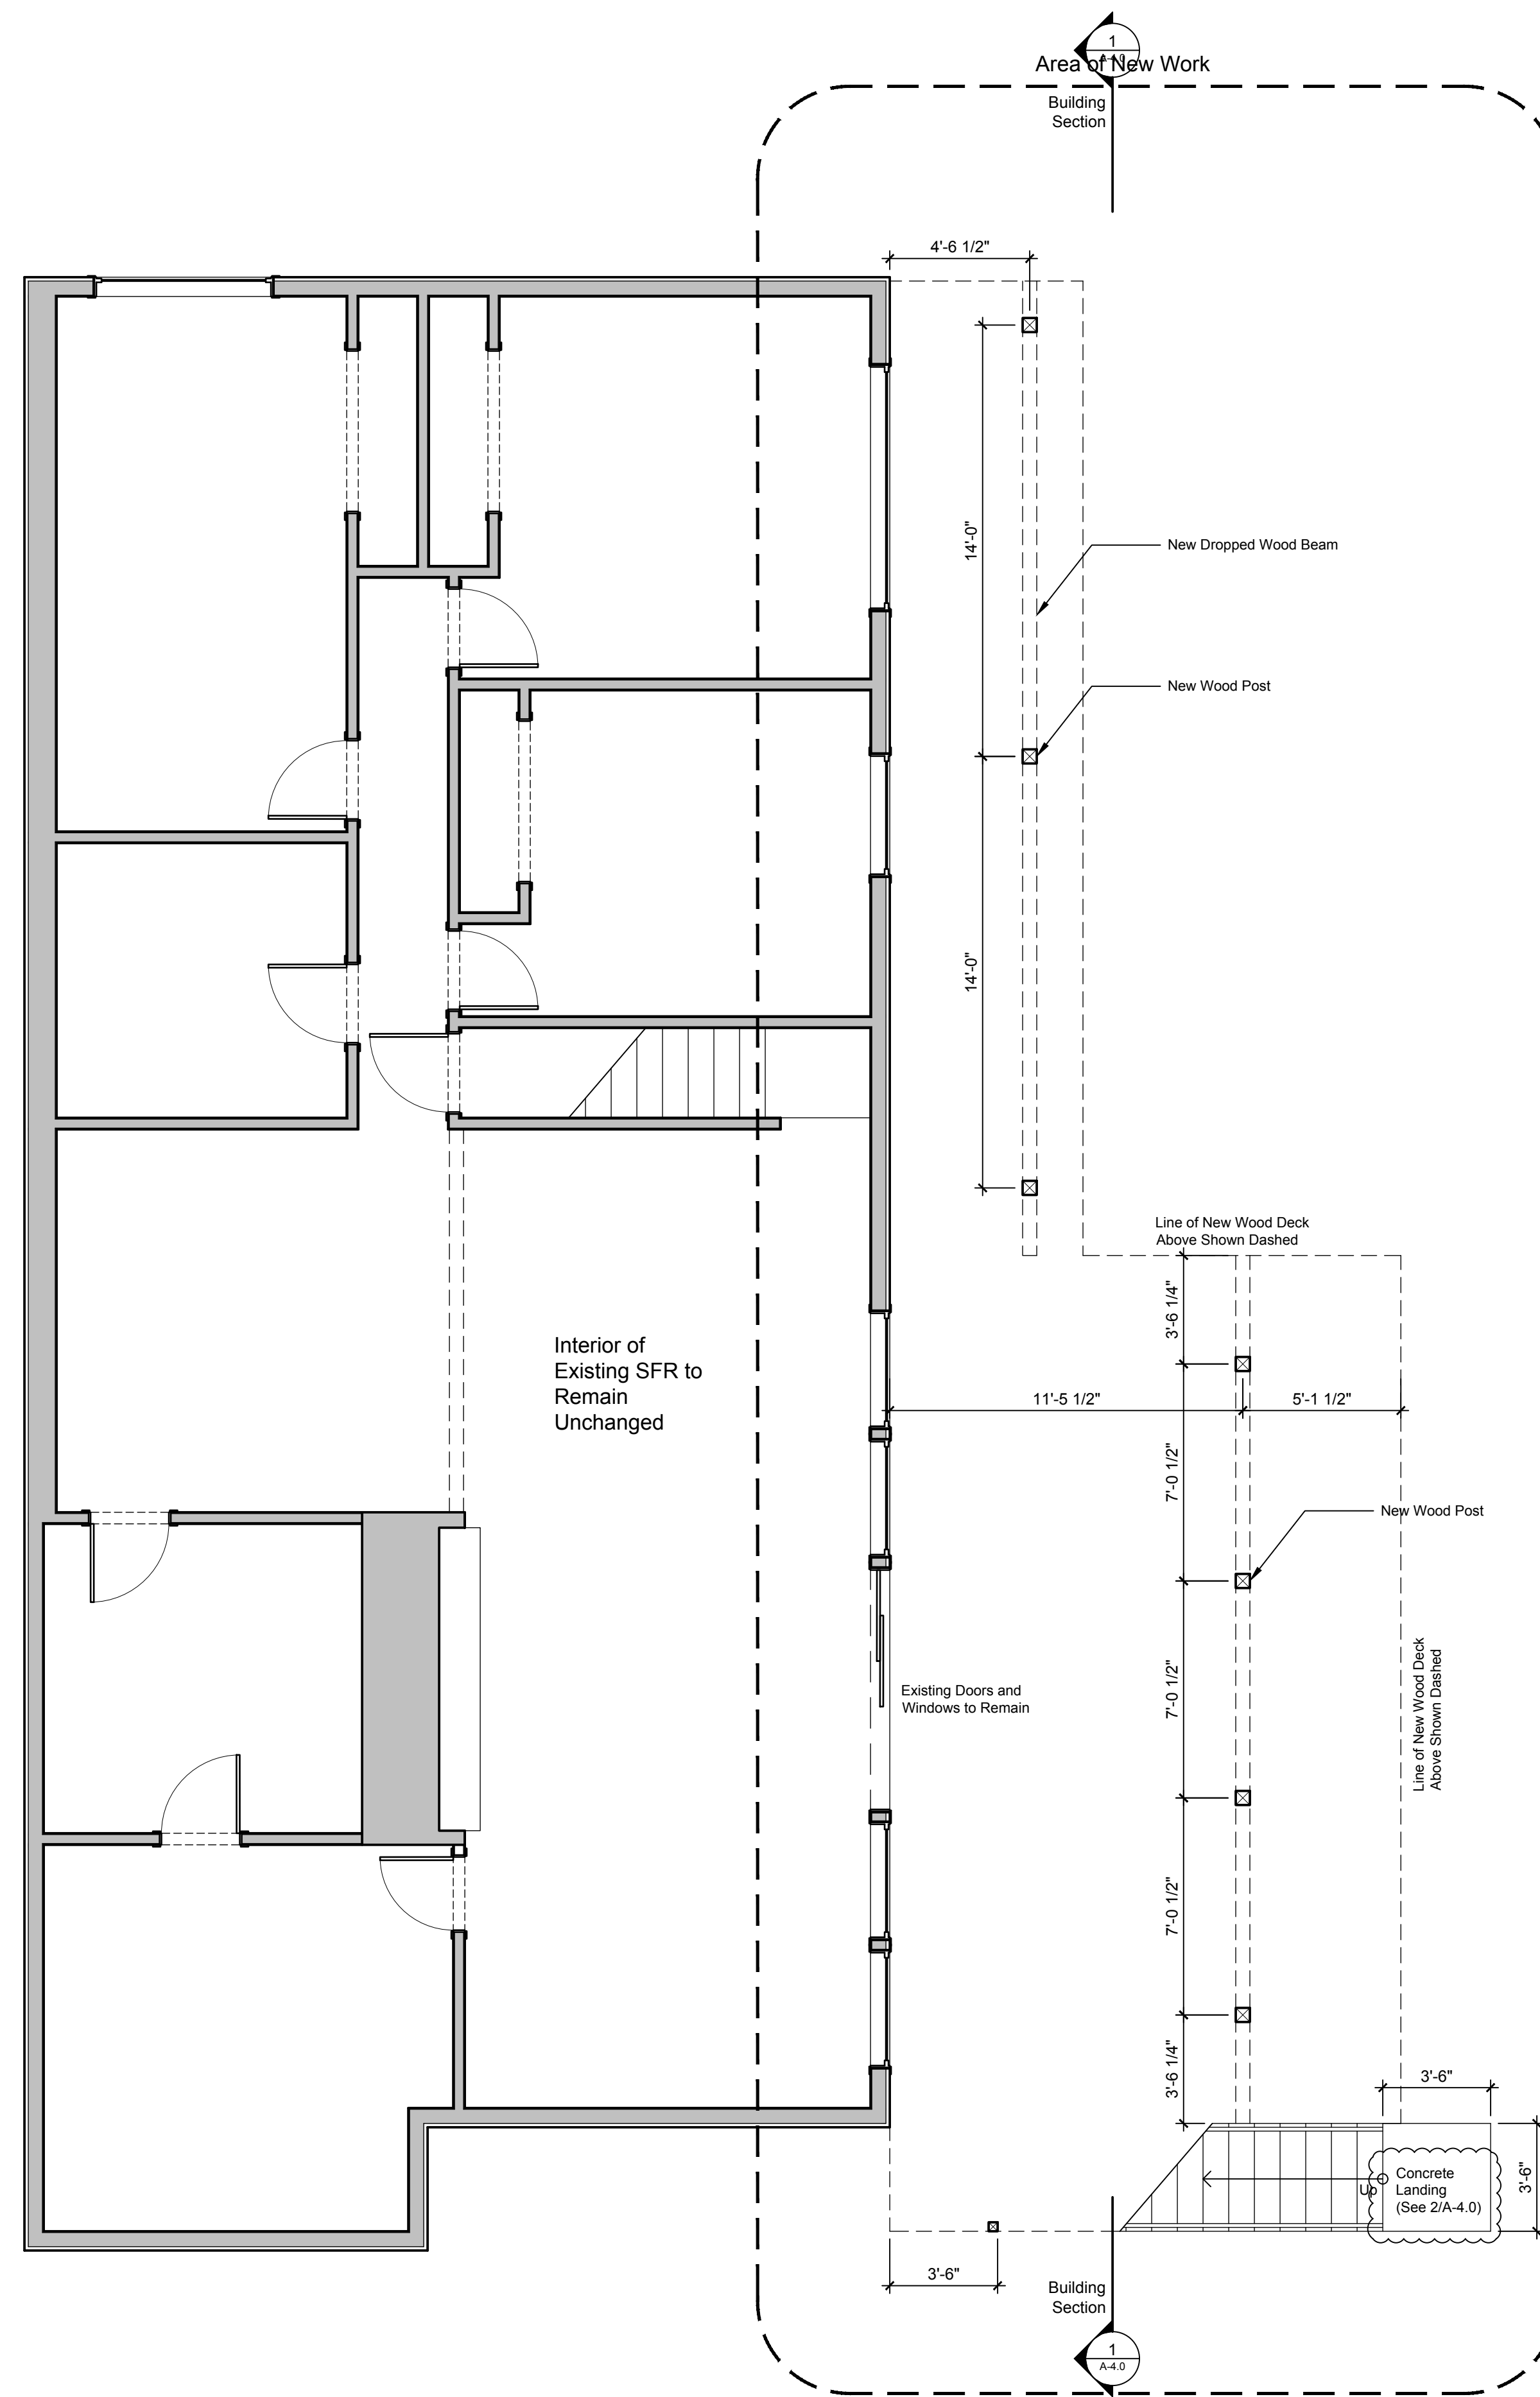 1
A-4.0
Area of New Work
Building
Section
4'-6 1/2"
14'-0"
New Dropped Wood Beam
New Wood Post
14'-0"
Line of New Wood Deck
Above Shown Dashed
3'-6 1/4"
Interior of
Existing SFR to
Remain
Unchanged
11'-5 1/2"
5'-1 1/2"
7'-0 1/2"
New Wood Post
7'-0 1/2"
Line of New Wood Deck
Above Shown Dashed
Existing Doors and
Windows to Remain
7'-0 1/2"
3'-6 1/4"
3'-6"
3'-6"
Up
Concrete
Landing
(See 2/A-4.0)
3'-6"
Building
Section
1
A-4.0